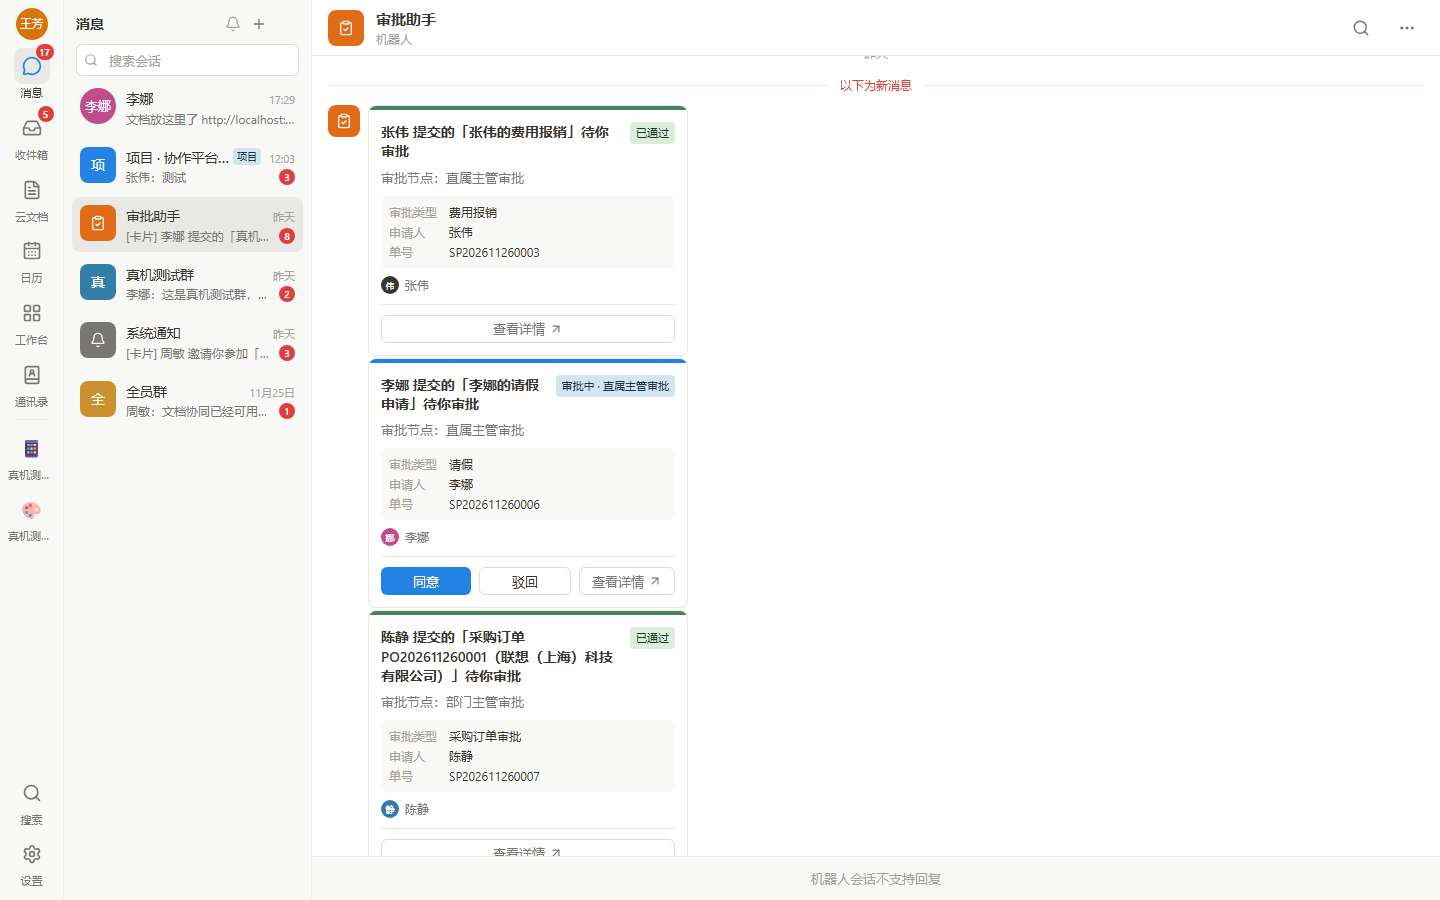 王芳
17
消息
5
收件箱
云文档
日历
工作台
通讯录
真机测...
真机测...
搜索
设置
消息
搜索会话
李娜
李娜
17:29
文档放这里了 http://localhost:...
项
项目 · 协作平台...
项目
12:03
张伟：测试
3
审批助手
昨天
[卡片] 李娜 提交的「真机...
8
真
真机测试群
昨天
李娜：这是真机测试群，...
2
系统通知
昨天
[卡片] 周敏 邀请你参加「...
3
全
全员群
11月25日
周敏：文档协同已经可用...
1
审批助手
机器人
以下为新消息
张伟 提交的「张伟的费用报销」待你
审批
已通过
审批节点：直属主管审批
审批类型 费用报销
申请人 张伟
单号 SP202611260003
伟 张伟
查看详情
李娜 提交的「李娜的请假
申请」待你审批
审批中 · 直属主管审批
审批节点：直属主管审批
审批类型 请假
申请人 李娜
单号 SP202611260006
娜 李娜
同意
驳回
查看详情
陈静 提交的「采购订单
PO202611260001（联想（上海）科技
有限公司）」待你审批
已通过
审批节点：部门主管审批
审批类型 采购订单审批
申请人 陈静
单号 SP202611260007
静 陈静
查看详情
机器人会话不支持回复